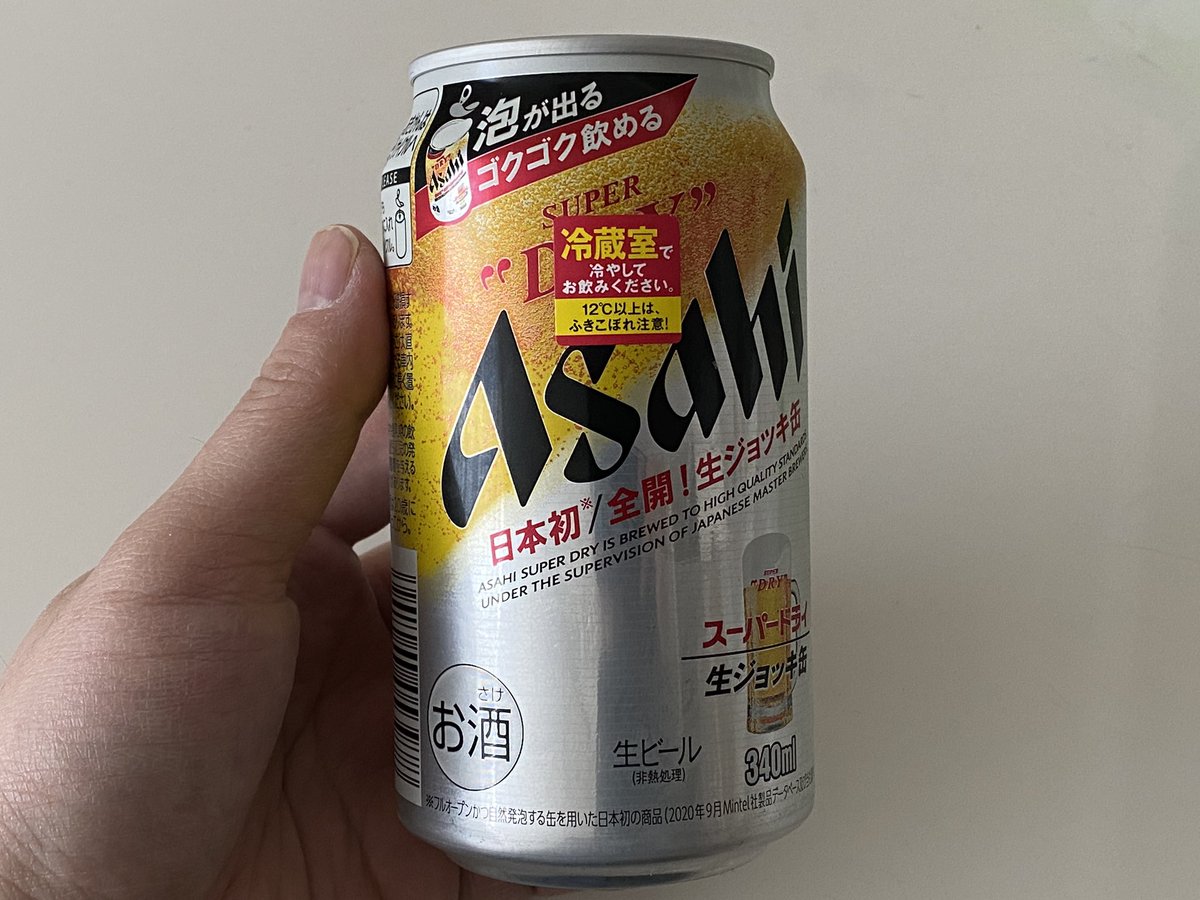 泡が出る
ゴクゴク飲める
Asahi
SUPER
冷蔵室で
冷やして
お飲みください。
12℃以上は、
ふきこぼれ注意!
Asahi
日本初※/全開!生ジョッキ缶
ASAHI SUPER DRY IS BREWED TO HIGH QUALITY STANDARDS
UNDER THE SUPERVISION OF JAPANESE MASTER BREWERS
SUPER
"DRY"
スーパードライ
生ジョッキ缶
340ml
さけ
お酒
生ビール
(非熱処理)
※フルオープンかつ自然発泡する缶を用いた日本初の商品(2020年9月Mintel社製品データベース